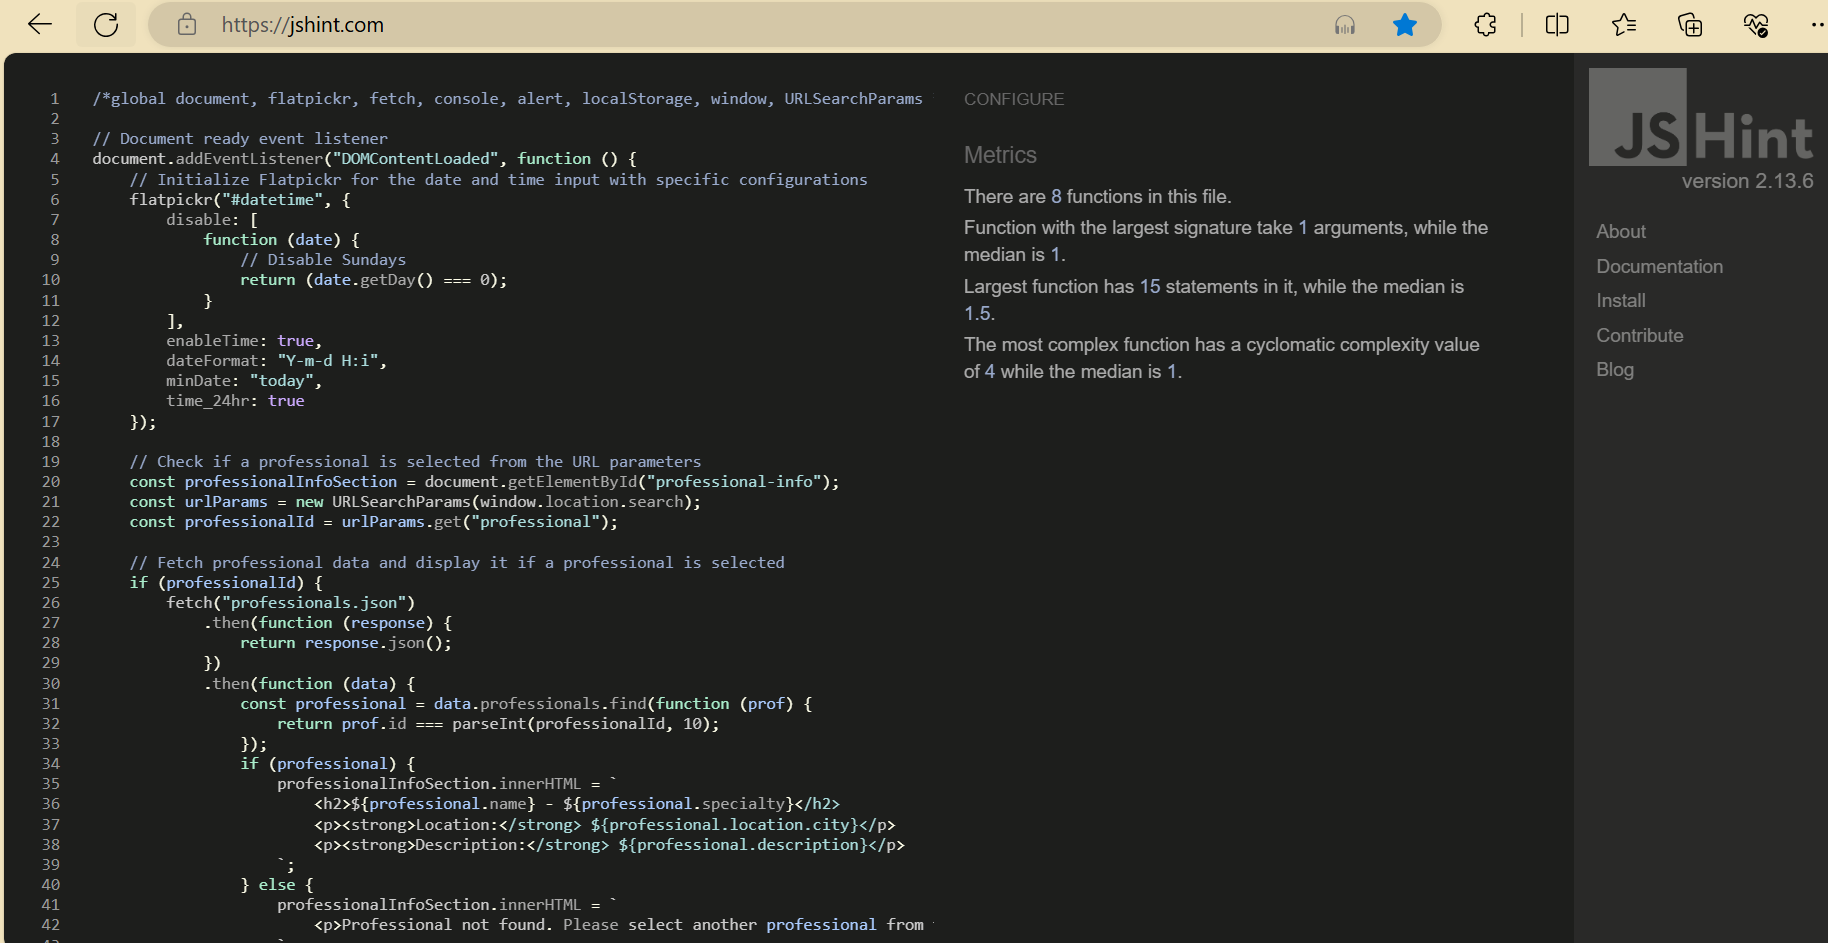 https://jshint.com
1 /*global document, flatpickr, fetch, console, alert, localStorage, window, URLSearchParams
2
3 // Document ready event listener
4 document.addEventListener("DOMContentLoaded", function () {
5 // Initialize Flatpickr for the date and time input with specific configurations
6 flatpickr("#datetime", {
7 disable: [
8 function (date) {
9 // Disable Sundays
10 return (date.getDay() === 0);
11 }
12 ],
13 enableTime: true,
14 dateFormat: "Y-m-d H:i",
15 minDate: "today",
16 time_24hr: true
17 });
18
19 // Check if a professional is selected from the URL parameters
20 const professionalInfoSection = document.getElementById("professional-info");
21 const urlParams = new URLSearchParams(window.location.search);
22 const professionalId = urlParams.get("professional");
23
24 // Fetch professional data and display it if a professional is selected
25 if (professionalId) {
26 fetch("professionals.json")
27 .then(function (response) {
28 return response.json();
29 })
30 .then(function (data) {
31 const professional = data.professionals.find(function (prof) {
32 return prof.id === parseInt(professionalId, 10);
33 });
34 if (professional) {
35 professionalInfoSection.innerHTML = `
36 <h2>${professional.name} - ${professional.specialty}</h2>
37 <p><strong>Location:</strong> ${professional.location.city}</p>
38 <p><strong>Description:</strong> ${professional.description}</p>
39 `;
40 } else {
41 professionalInfoSection.innerHTML = `
42 <p>Professional not found. Please select another professional from
CONFIGURE
Metrics
There are 8 functions in this file.
Function with the largest signature take 1 arguments, while the
median is 1.
Largest function has 15 statements in it, while the median is
1.5.
The most complex function has a cyclomatic complexity value
of 4 while the median is 1.
JSHint
version 2.13.6
About
Documentation
Install
Contribute
Blog